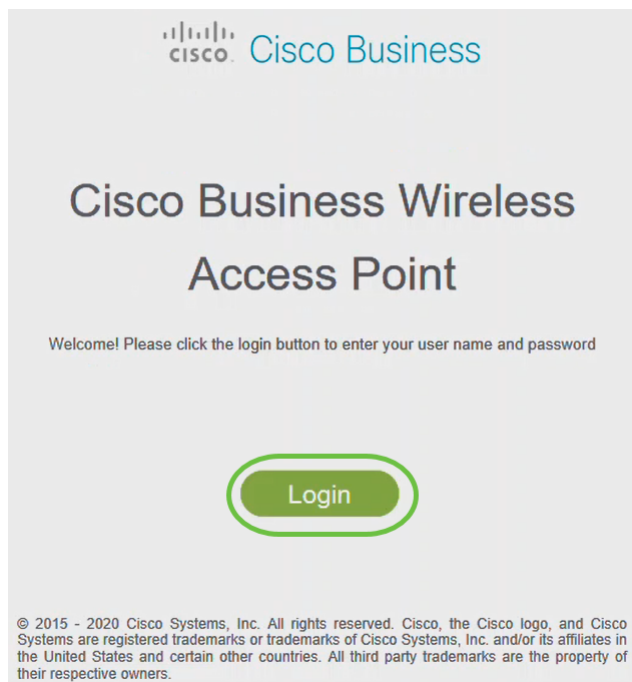 CISCO. Cisco Business
Cisco Business Wireless
Access Point
Welcome! Please click the login button to enter your user name and password
Login
© 2015 - 2020 Cisco Systems, Inc. All rights reserved. Cisco, the Cisco logo, and Cisco
Systems are registered trademarks or trademarks of Cisco Systems, Inc. and/or its affiliates in
the United States and certain other countries. All third party trademarks are the property of
their respective owners.